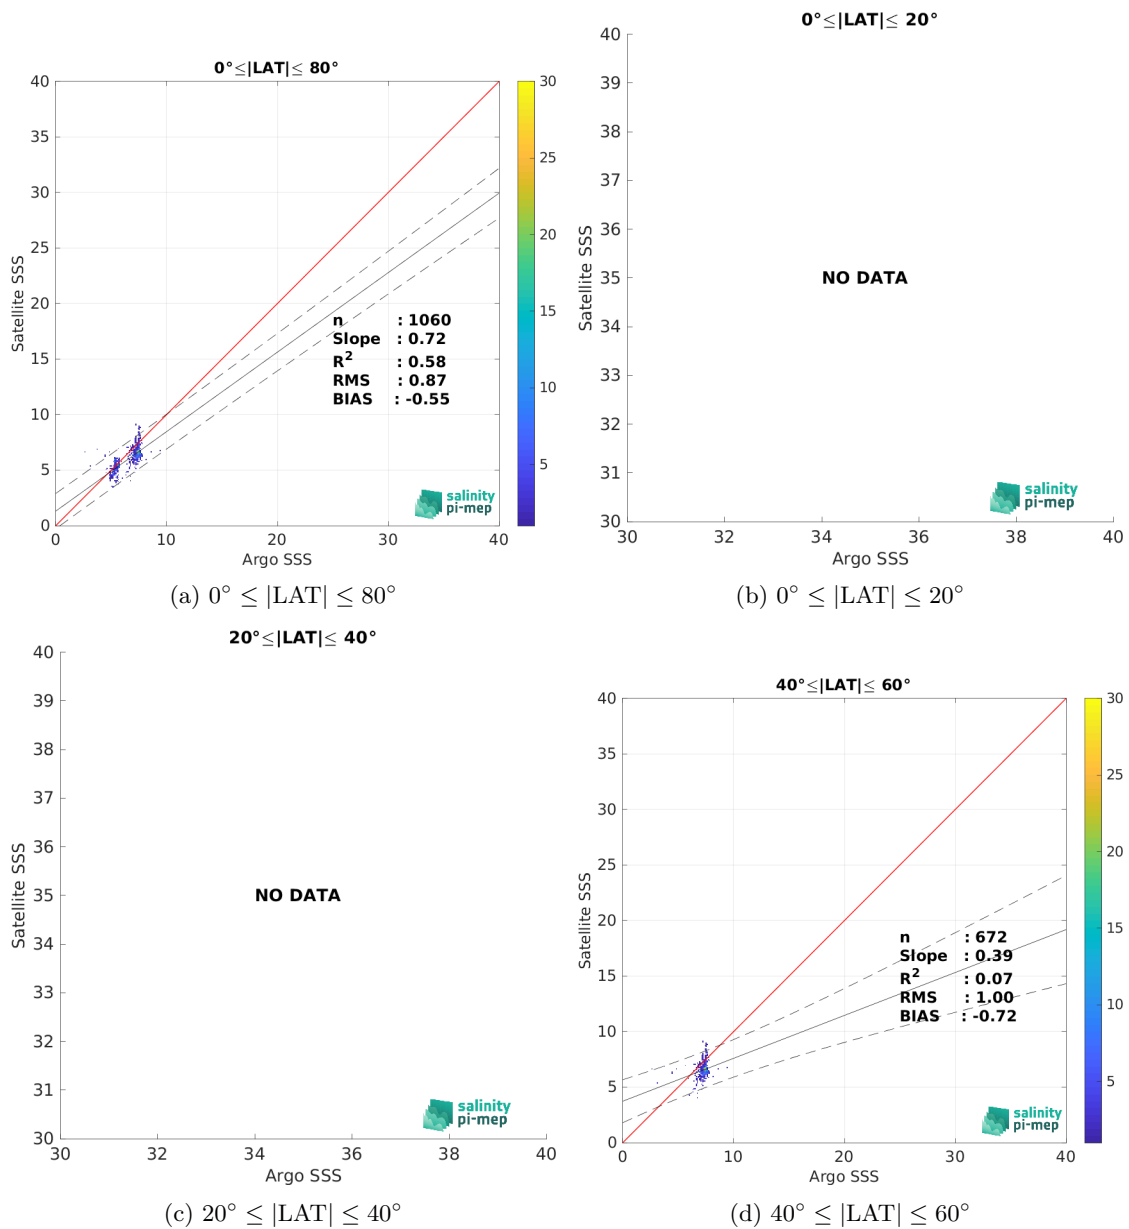 0°≤|LAT|≤ 80°
40
35
30
25
20
15
10
5
0
0
10
20
30
40
Satellite SSS
Argo SSS
n : 1060
Slope : 0.72
R² : 0.58
RMS : 0.87
BIAS : -0.55
salinity
pi-mep
30
25
20
15
10
5
(a) 0° ≤ |LAT| ≤ 80°
0°≤|LAT|≤ 20°
40
39
38
37
36
35
34
33
32
31
30
30
32
34
36
38
40
Satellite SSS
Argo SSS
NO DATA
salinity
pi-mep
(b) 0° ≤ |LAT| ≤ 20°
20°≤|LAT|≤ 40°
40
39
38
37
36
35
34
33
32
31
30
30
32
34
36
38
40
Satellite SSS
Argo SSS
NO DATA
salinity
pi-mep
(c) 20° ≤ |LAT| ≤ 40°
40°≤|LAT|≤ 60°
40
35
30
25
20
15
10
5
0
0
10
20
30
40
Satellite SSS
Argo SSS
n : 672
Slope : 0.39
R² : 0.07
RMS : 1.00
BIAS : -0.72
salinity
pi-mep
30
25
20
15
10
5
(d) 40° ≤ |LAT| ≤ 60°